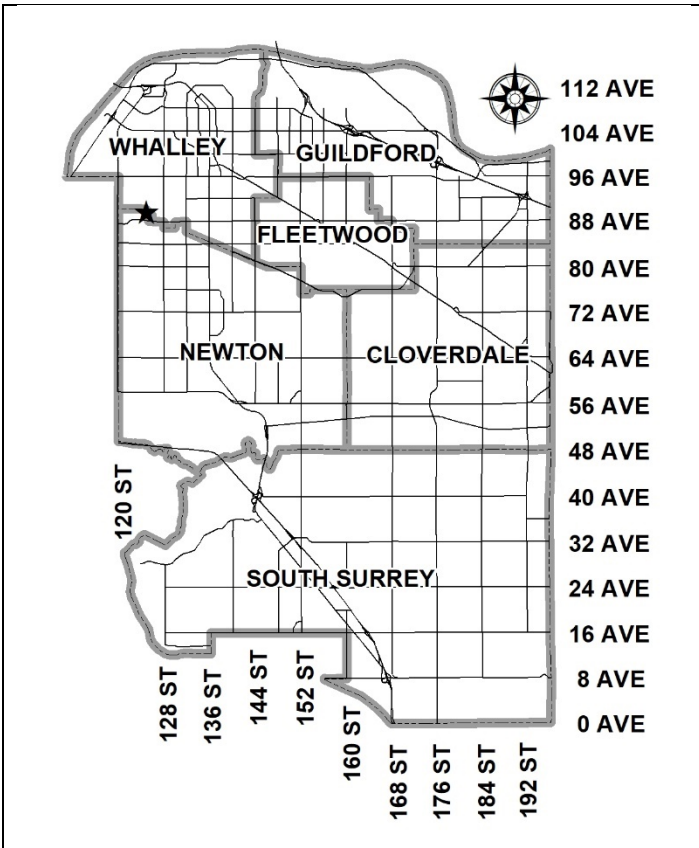 112 AVE
104 AVE
WHALLEY
GUILDFORD
96 AVE
88 AVE
FLEETWOOD
80 AVE
72 AVE
NEWTON
CLOVERDALE
64 AVE
56 AVE
48 AVE
120 ST
40 AVE
32 AVE
SOUTH SURREY
24 AVE
16 AVE
8 AVE
0 AVE
128 ST
136 ST
144 ST
152 ST
160 ST
168 ST
176 ST
184 ST
192 ST